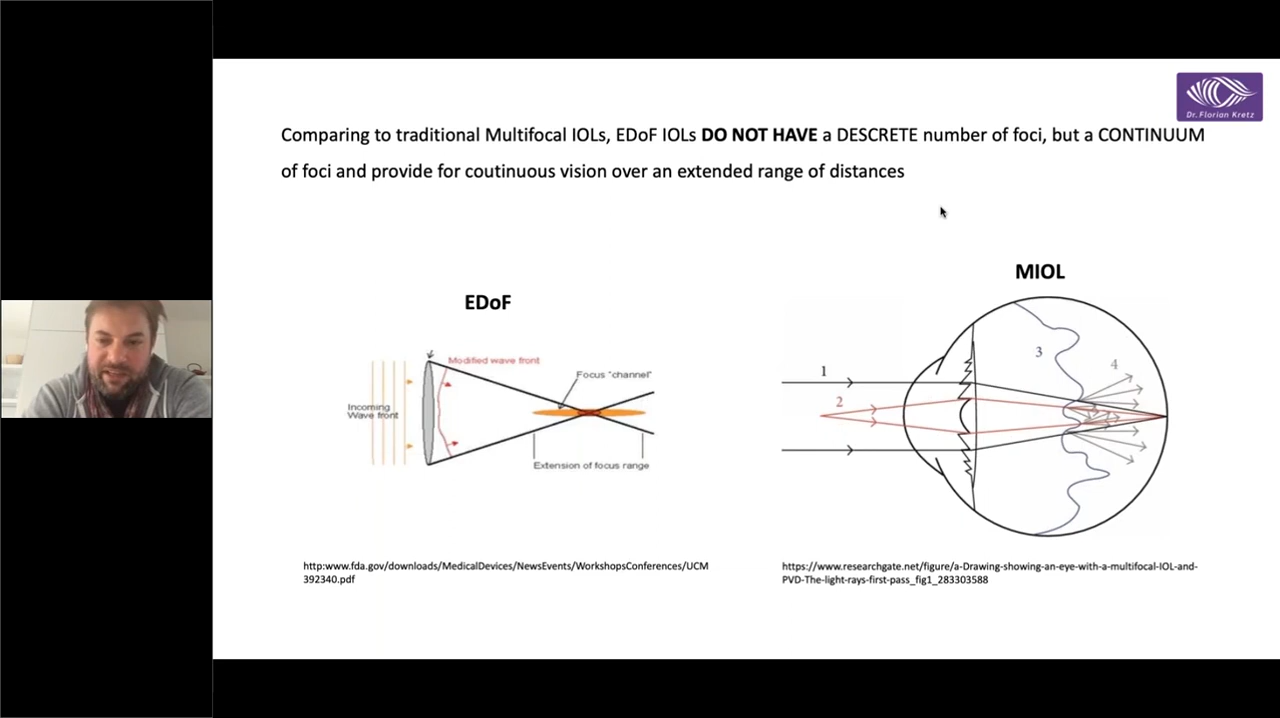 Dr. Florian Kretz
Comparing to traditional Multifocal IOLs, EDoF IOLs DO NOT HAVE a DESCRETE number of foci, but a CONTINUUM
of foci and provide for coutinuous vision over an extended range of distances
EDoF
Modified wave front
Focus "channel"
Incoming
Wave front
Extension of focus range
MIOL
1
2
3
4
http:www.fda.gov/downloads/MedicalDevices/NewsEvents/WorkshopsConferences/UCM
392340.pdf
https://www.researchgate.net/figure/a-Drawing-showing-an-eye-with-a-multifocal-IOL-and-
PVD-The-light-rays-first-pass_fig1_283303588